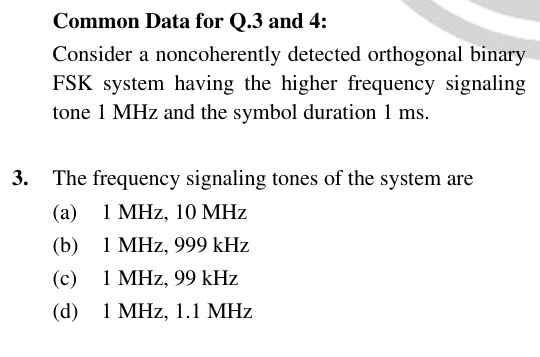 Common Data for Q.3 and 4:
Consider a noncoherently detected orthogonal binary
FSK system having the higher frequency signaling
tone 1 MHz and the symbol duration 1 ms.
3. The frequency signaling tones of the system are
(a) 1 MHz, 10 MHz
(b) 1 MHz, 999 kHz
(c) 1 MHz, 99 kHz
(d) 1 MHz, 1.1 MHz